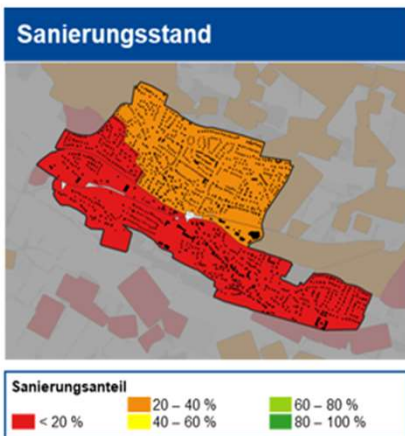 Sanierungsstand
Sanierungsanteil
20 – 40 % 60 – 80 %
< 20 % 40 – 60 % 80 – 100 %